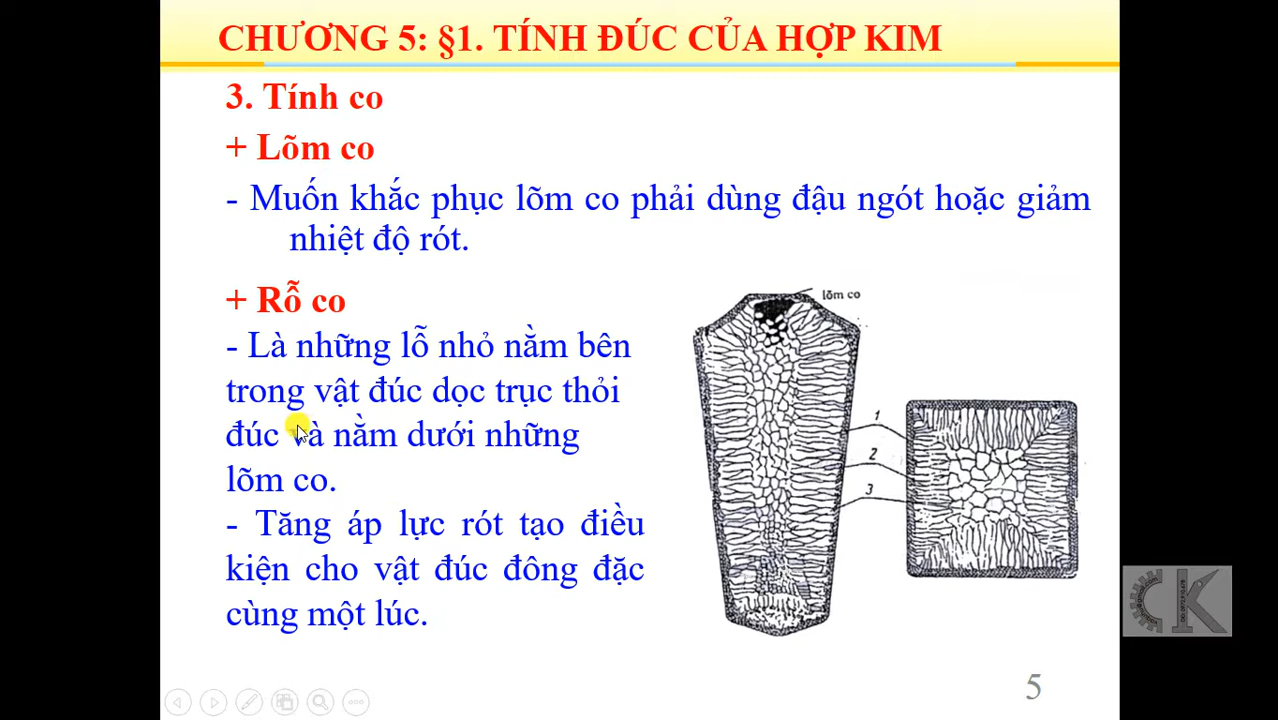 CHƯƠNG 5: §1. TÍNH ĐÚC CỦA HỢP KIM
3. Tính co
+ Lõm co
- Muốn khắc phục lõm co phải dùng đậu ngót hoặc giảm
nhiệt độ rót.
+ Rỗ co
- Là những lỗ nhỏ nằm bên
trong vật đúc dọc trục thỏi
đúc và nằm dưới những
lõm co.
- Tăng áp lực rót tạo điều
kiện cho vật đúc đông đặc
cùng một lúc.
lõm co
1
2
3
CK
5